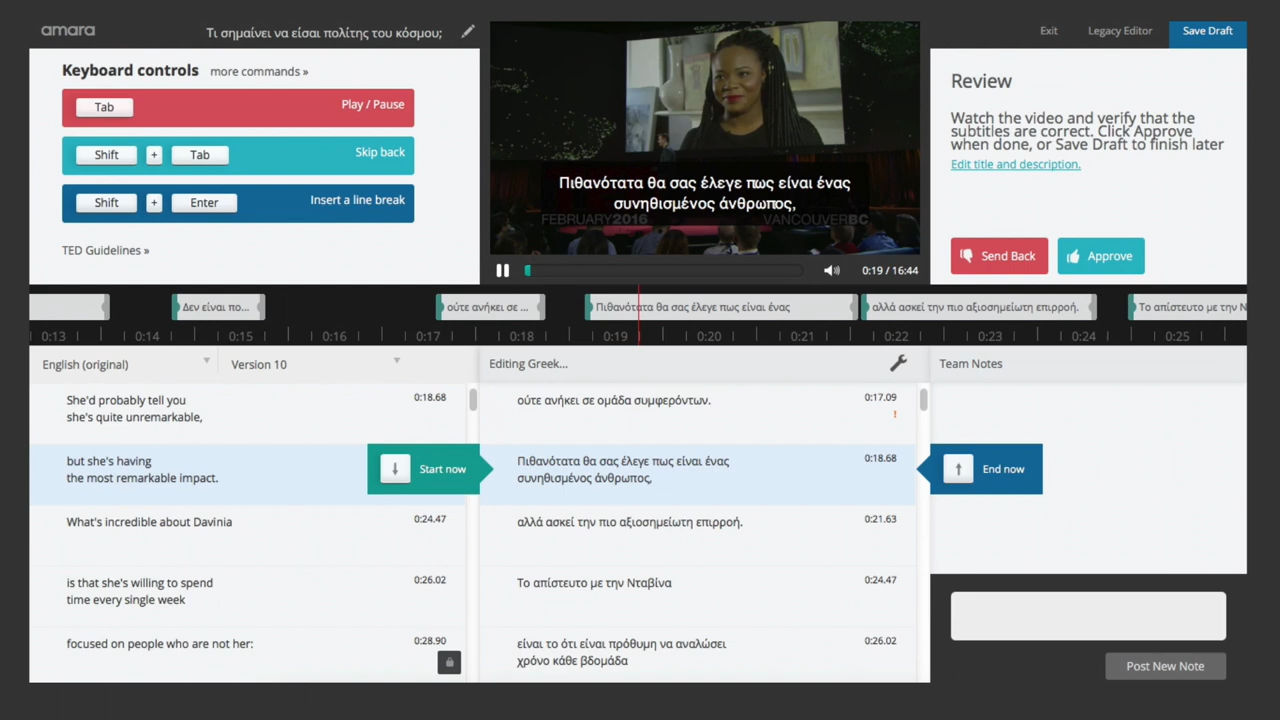 amara
Τι σημαίνει να είσαι πολίτης του κόσμου;
Exit
Legacy Editor
Save Draft
Keyboard controls more commands »
Tab Play / Pause
Shift + Tab Skip back
Shift + Enter Insert a line break
TED Guidelines »
Πιθανότατα θα σας έλεγε πως είναι ένας
συνηθισμένος άνθρωπος,
FEBRUARY2016 VANCOUVERBC
0:19 / 16:44
Review
Watch the video and verify that the
subtitles are correct. Click Approve
when done, or Save Draft to finish later
Edit title and description.
Send Back
Approve
Δεν είναι πο...
ούτε ανήκει σε ...
Πιθανότατα θα σας έλεγε πως είναι ένας
αλλά ασκεί την πιο αξιοσημείωτη επιρροή.
Το απίστευτο με την Ν
0:13 0:14 0:15 0:16 0:17 0:18 0:19 0:20 0:21 0:22 0:23 0:24 0:25
English (original)
Version 10
She'd probably tell you
she's quite unremarkable,
0:18.68
but she's having
the most remarkable impact.
Start now
What's incredible about Davinia
0:24.47
is that she's willing to spend
time every single week
0:26.02
focused on people who are not her:
0:28.90
Editing Greek...
ούτε ανήκει σε ομάδα συμφερόντων.
0:17.09
!
Πιθανότατα θα σας έλεγε πως είναι ένας
συνηθισμένος άνθρωπος,
0:18.68
End now
αλλά ασκεί την πιο αξιοσημείωτη επιρροή.
0:21.63
Το απίστευτο με την Νταβίνα
0:24.47
είναι το ότι είναι πρόθυμη να αναλώσει
χρόνο κάθε βδομάδα
0:26.02
Team Notes
Post New Note